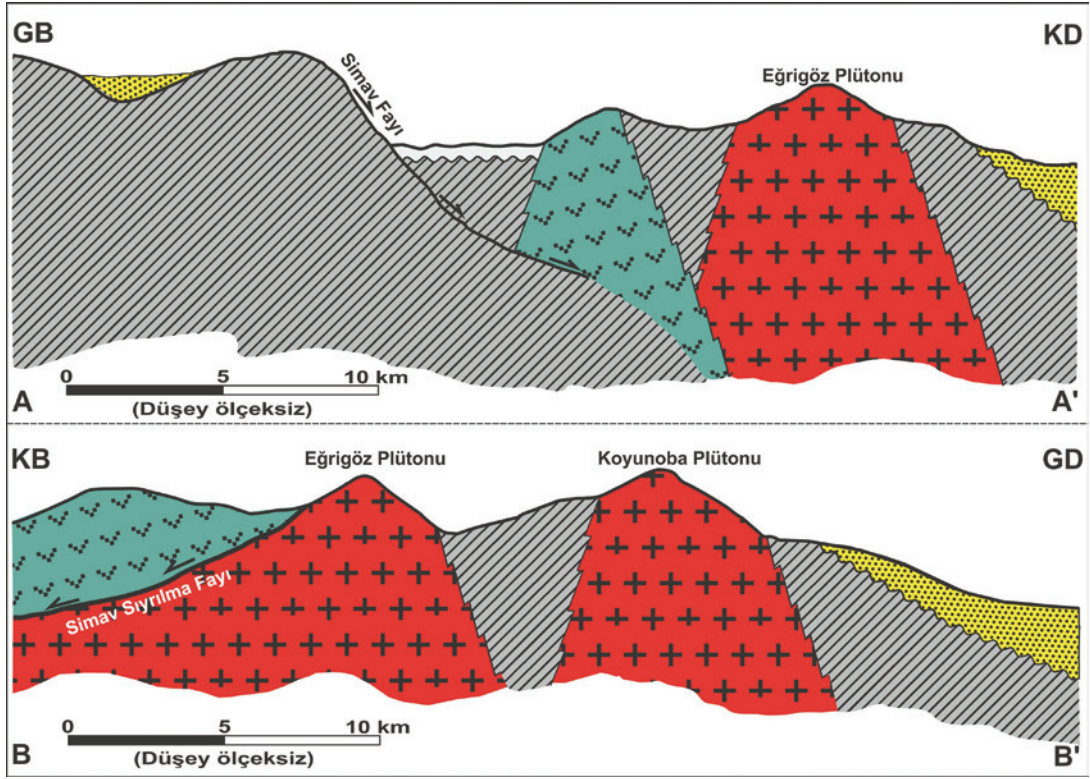 GB
KD
Simav Fayı
Eğrigöz Plütonu
0 5 10 km
(Düşey ölçeksiz)
A
A'
KB
GD
Eğrigöz Plütonu
Koyunoba Plütonu
Simav Sıyrılma Fayı
0 5 10 km
(Düşey ölçeksiz)
B
B'